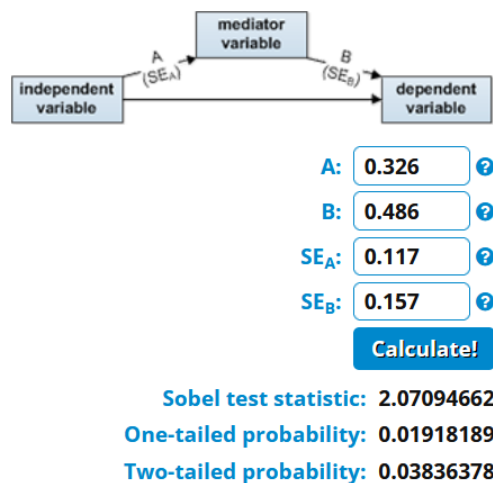 mediator
variable
A
(SEA)
B
(SEB)
independent
variable
dependent
variable
A: 0.326 ?
B: 0.486 ?
SEA: 0.117 ?
SEB: 0.157 ?
Calculate!
Sobel test statistic: 2.07094662
One-tailed probability: 0.01918189
Two-tailed probability: 0.03836378